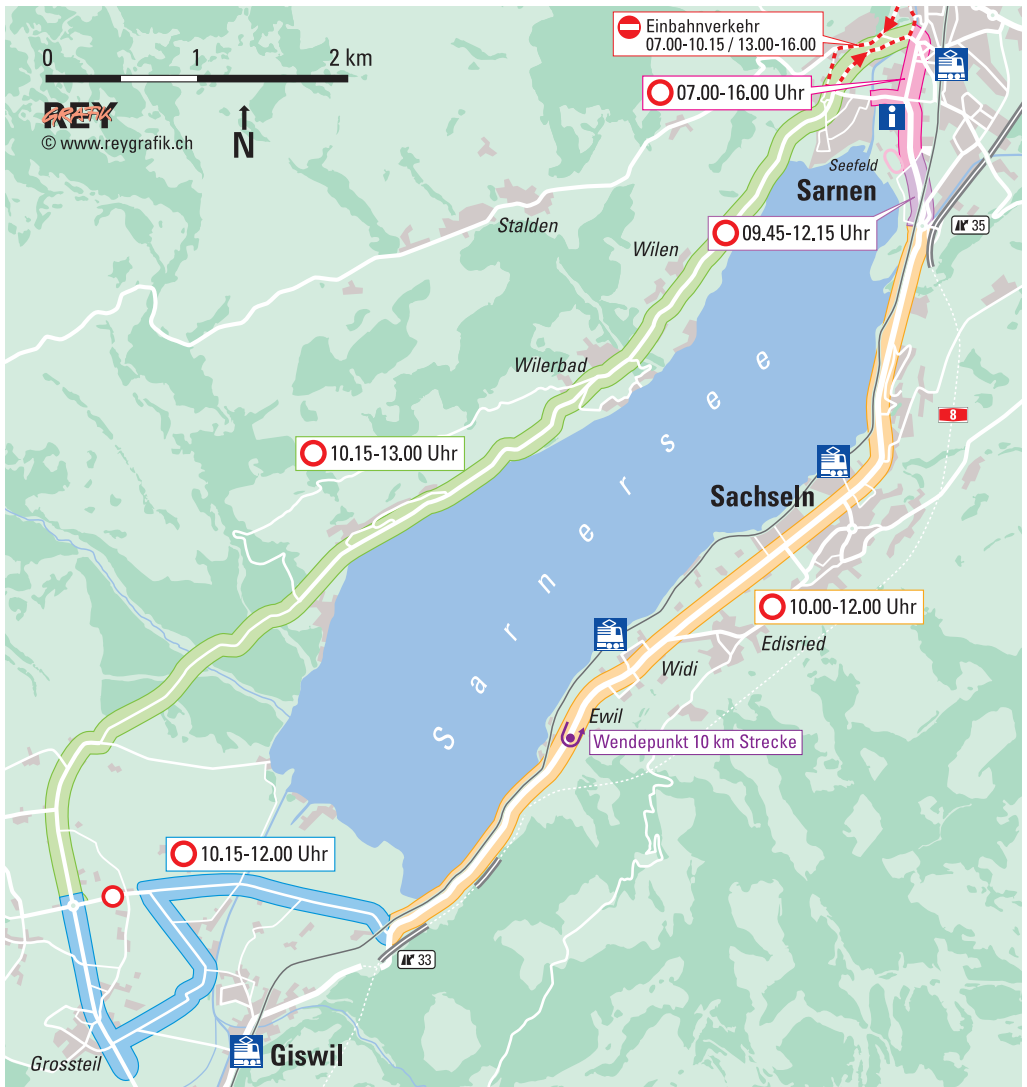 Einbahnverkehr
07.00-10.15 / 13.00-16.00
0 1 2 km
07.00-16.00 Uhr
REY
GRAFIK
© www.reygrafik.ch
N
i
Seefeld
Sarnen
Stalden
09.45-12.15 Uhr
35
Wilen
Wilerbad
8
10.15-13.00 Uhr
Sachseln
Sarnersee
10.00-12.00 Uhr
Edisried
Widi
Ewil
Wendepunkt 10 km Strecke
10.15-12.00 Uhr
33
Grossteil
Giswil